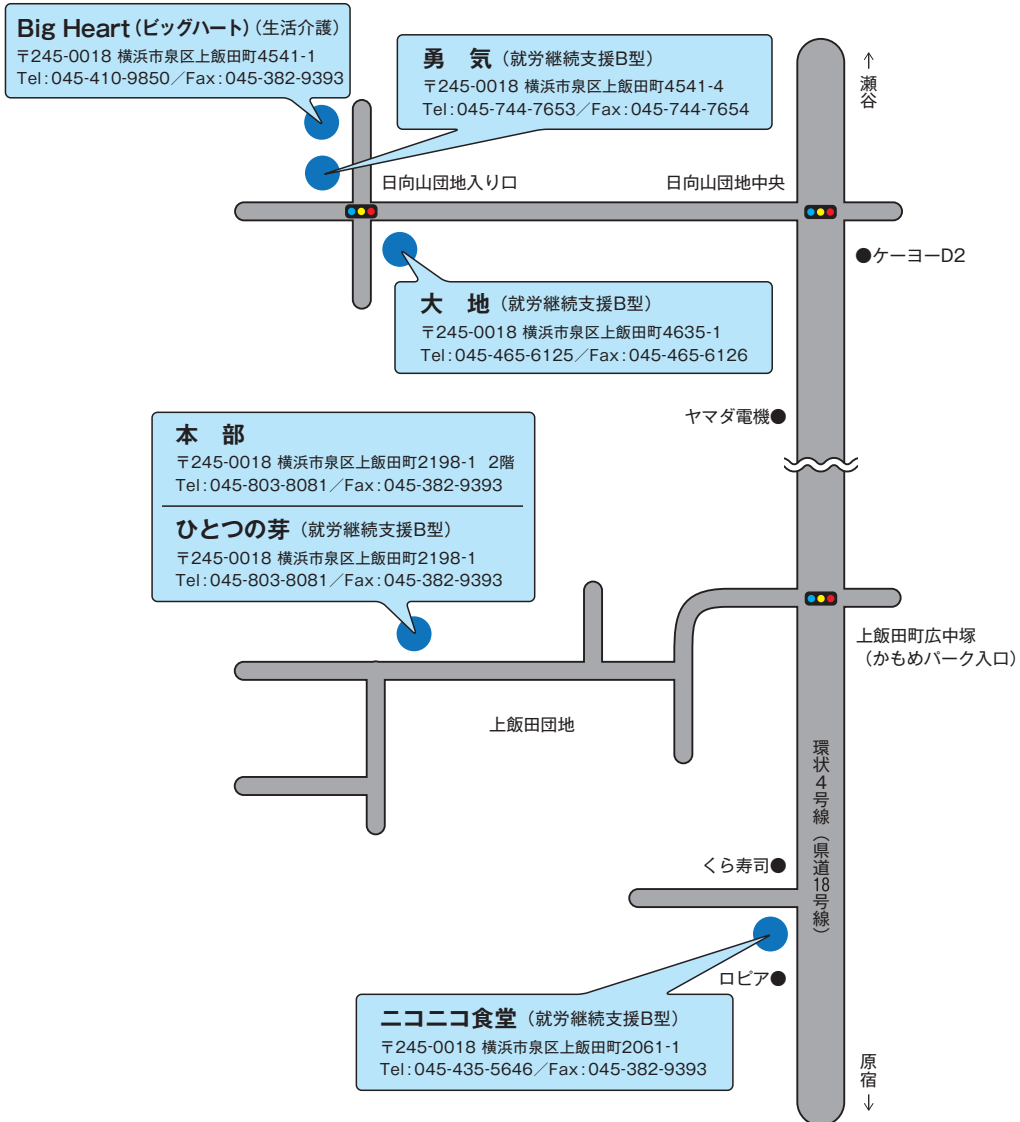 Big Heart (ビッグハート) (生活介護)
〒245-0018 横浜市泉区上飯田町4541-1
Tel:045-410-9850／Fax:045-382-9393
勇　気 (就労継続支援B型)
〒245-0018 横浜市泉区上飯田町4541-4
Tel:045-744-7653／Fax:045-744-7654
↑瀬谷
日向山団地入り口
日向山団地中央
●ケーヨーD2
大　地 (就労継続支援B型)
〒245-0018 横浜市泉区上飯田町4635-1
Tel:045-465-6125／Fax:045-465-6126
ヤマダ電機●
本　部
〒245-0018 横浜市泉区上飯田町2198-1 2階
Tel:045-803-8081／Fax:045-382-9393
ひとつの芽 (就労継続支援B型)
〒245-0018 横浜市泉区上飯田町2198-1
Tel:045-803-8081／Fax:045-382-9393
上飯田町広中塚
(かもめパーク入口)
上飯田団地
環状4号線(県道18号線)
くら寿司●
ロピア●
ニコニコ食堂 (就労継続支援B型)
〒245-0018 横浜市泉区上飯田町2061-1
Tel:045-435-5646／Fax:045-382-9393
原宿↓